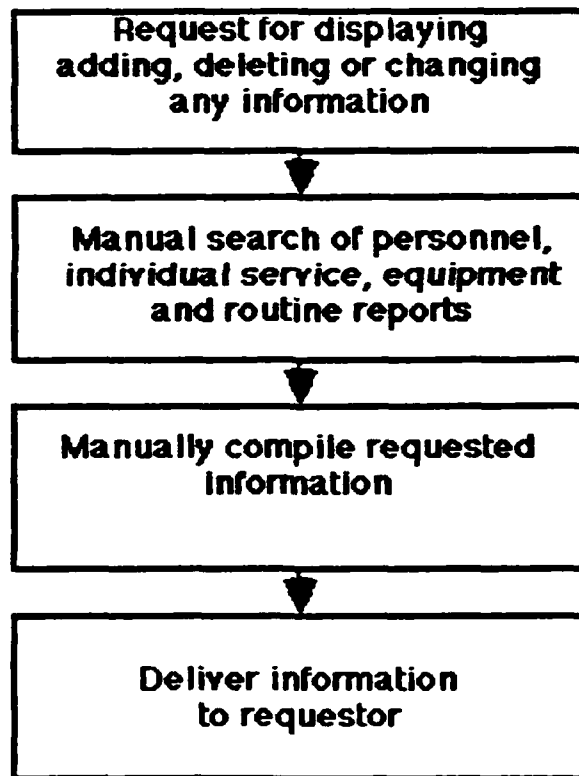 Request for displaying
adding, deleting or changing
any information
Manual search of personnel,
individual service, equipment
and routine reports
Manually compile requested
information
Deliver information
to requestor